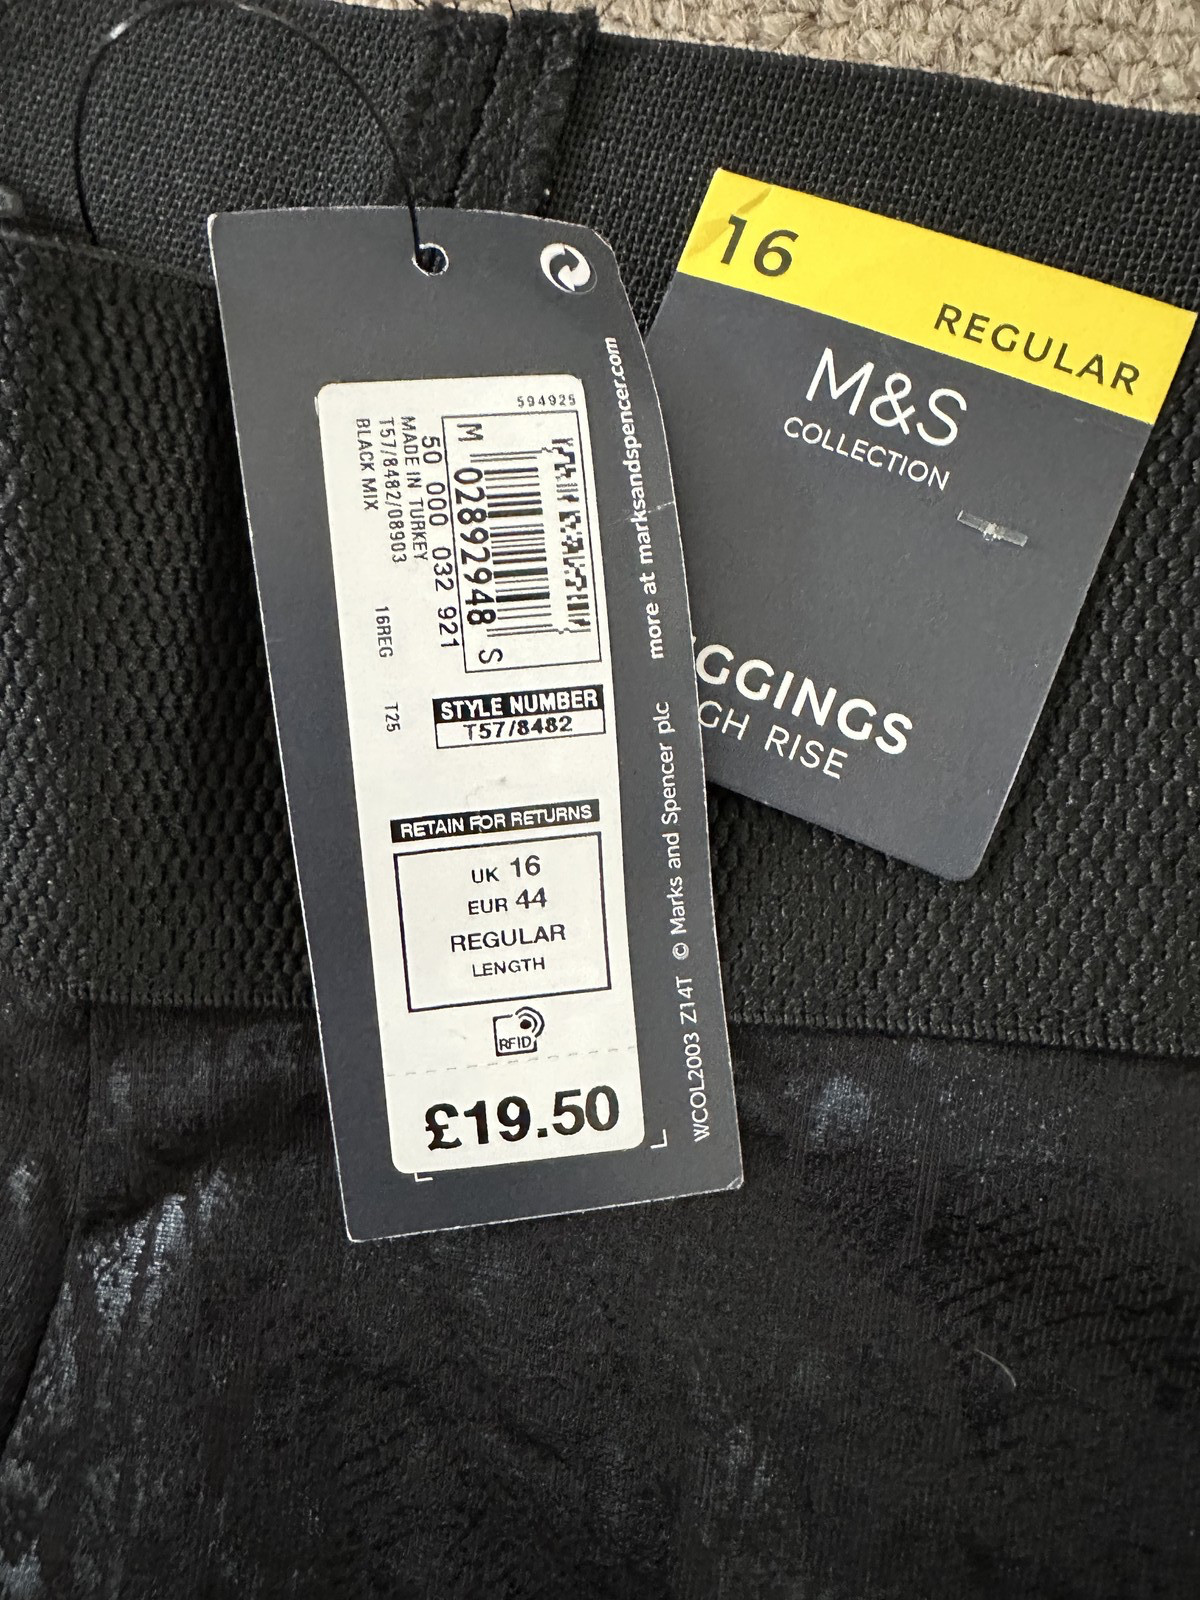 16
REGULAR
M&S
COLLECTION
GGINGS
GH RISE
594925
M 02892948 S
50 000 032 921
MADE IN TURKEY
T57/8482/08903 16REG T25
BLACK MIX
STYLE NUMBER
T57/8482
RETAIN FOR RETURNS
UK 16
EUR 44
REGULAR
LENGTH
RFID
£19.50
WCOL2003 Z14T © Marks and Spencer plc more at marksandspencer.com